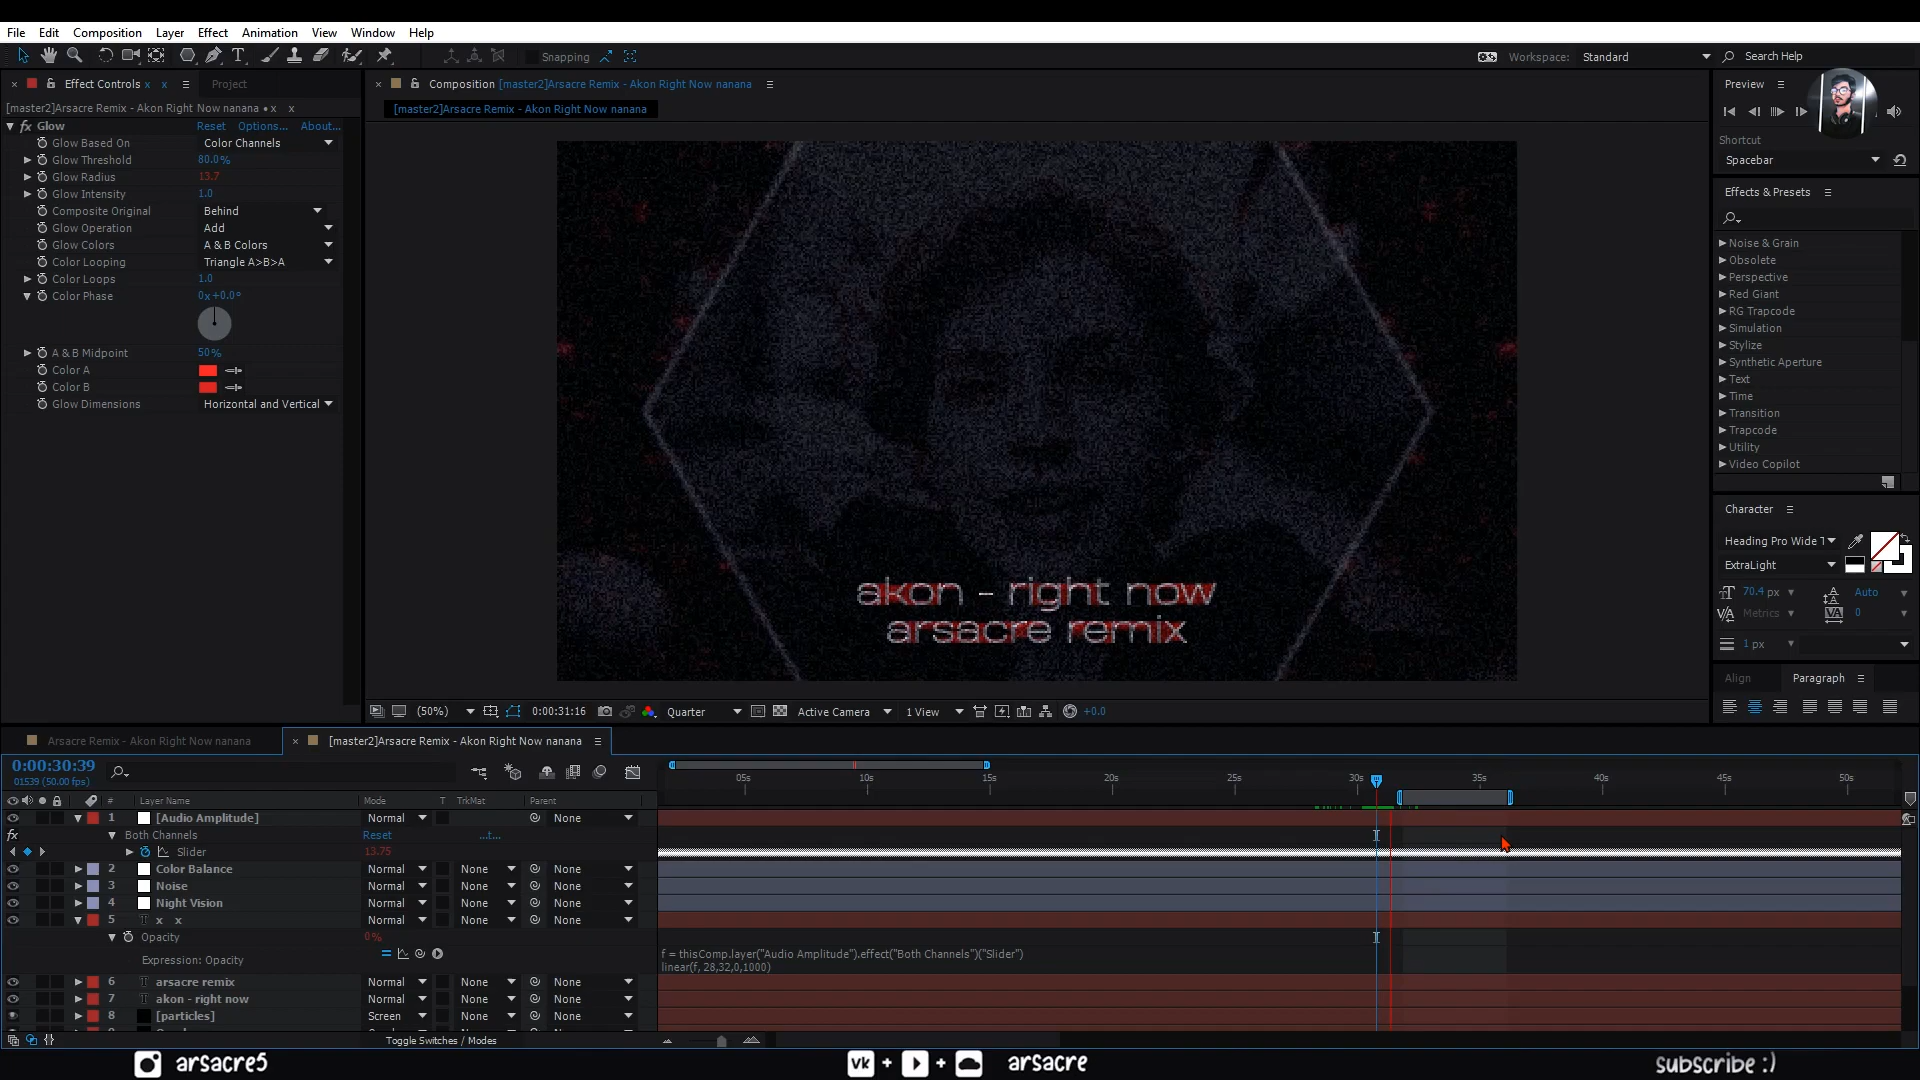 File Edit Composition Layer Effect Animation View Window Help
Snapping Workspace: Standard Search Help
Effect Controls x x Project
Composition [master2]Arsacre Remix - Akon Right Now nanana
Preview
[master2]Arsacre Remix - Akon Right Now nanana • x x
[master2]Arsacre Remix - Akon Right Now nanana
fx Glow Reset Options... About...
Glow Based On Color Channels
Glow Threshold 80.0%
Glow Radius 13.7
Glow Intensity 1.0
Composite Original Behind
Glow Operation Add
Glow Colors A & B Colors
Color Looping Triangle A>B>A
Color Loops 1.0
Color Phase 0x+0.0°
A & B Midpoint 50%
Color A
Color B
Glow Dimensions Horizontal and Vertical
akon - right now
arsacre remix
Shortcut
Spacebar
Effects & Presets
Noise & Grain
Obsolete
Perspective
Red Giant
RG Trapcode
Simulation
Stylize
Synthetic Aperture
Text
Time
Transition
Trapcode
Utility
Video Copilot
Character
Heading Pro Wide T
ExtraLight
70.4 px Auto
Metrics 0
1 px
Align Paragraph
(50%) 0:00:31:16 Quarter Active Camera 1 View +0.0
Arsacre Remix - Akon Right Now nanana
[master2]Arsacre Remix - Akon Right Now nanana
0:00:30:39
01539 (50.00 fps)
05s 10s 15s 20s 25s 30s 35s 40s 45s 50s
# Layer Name Mode T TrkMat Parent
1 [Audio Amplitude] Normal None
fx Both Channels Reset ...t...
Slider 13.75
2 Color Balance Normal None None
3 Noise Normal None None
4 Night Vision Normal None None
5 T x x Normal None None
Opacity 0%
Expression: Opacity
f = thisComp.layer("Audio Amplitude").effect("Both Channels")("Slider")
linear(f, 28,32,0,1000)
6 T arsacre remix Normal None None
7 T akon - right now Normal None None
8 [particles] Screen None None
Toggle Switches / Modes
arsacre5
vk + + arsacre
subscribe :)